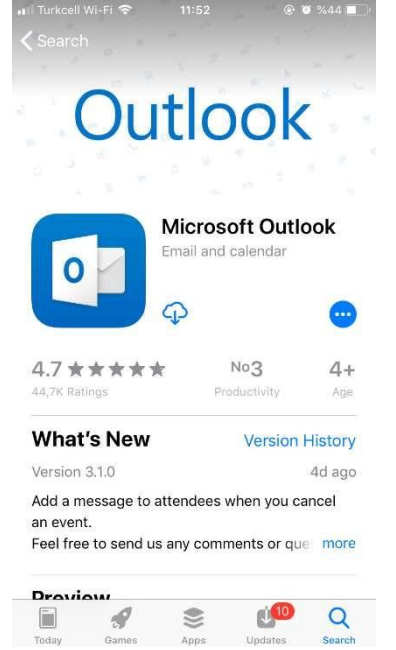 Turkcell Wi-Fi 11:52 %44
Search
Outlook
Microsoft Outlook
Email and calendar
O
4.7 No3 4+
44,7K Ratings Productivity Age
What's New Version History
Version 3.1.0 4d ago
Add a message to attendees when you cancel
an event.
Feel free to send us any comments or que more
Preview
10
Today Games Apps Updates Search